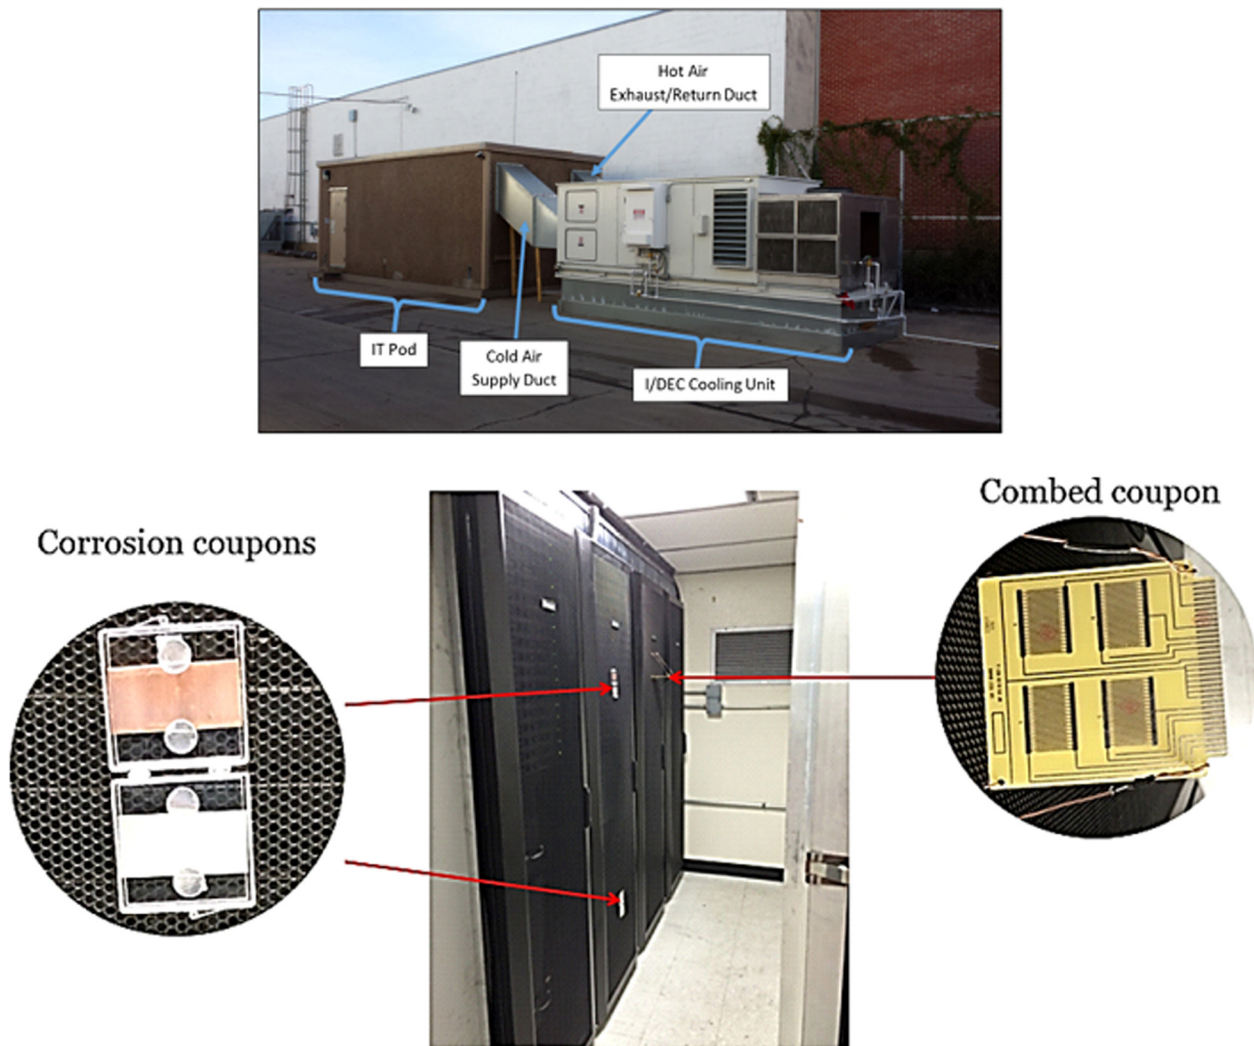 Hot Air
Exhaust/Return Duct
IT Pod
Cold Air
Supply Duct
I/DEC Cooling Unit
Corrosion coupons
Combed coupon